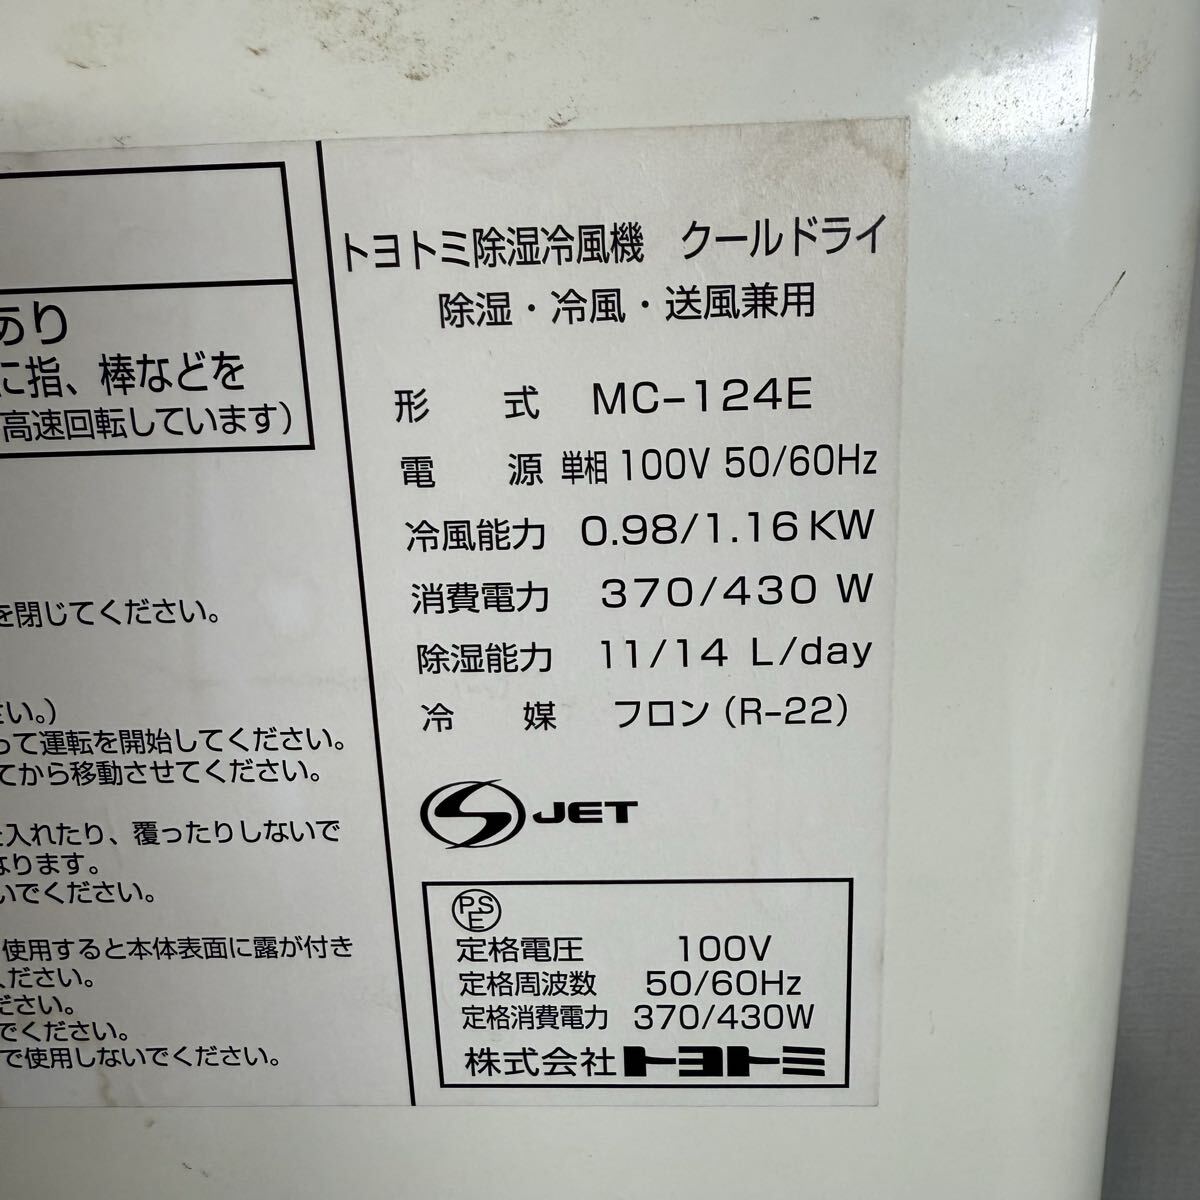 あり
に指、棒などを
高速回転しています)
を閉じてください。
さい。)
って運転を開始してください。
てから移動させてください。
を入れたり、覆ったりしないで
なります。
いでください。
使用すると本体表面に露が付き
ください。
ださい。
でください。
で使用しないでください。
トヨトミ除湿冷風機 クールドライ
除湿・冷風・送風兼用
形 式 MC-124E
電 源 単相 100V 50/60Hz
冷風能力 0.98/1.16KW
消費電力 370/430 W
除湿能力 11/14 L/day
冷 媒 フロン(R-22)
S JET
PSE
定格電圧 100V
定格周波数 50/60Hz
定格消費電力 370/430W
株式会社トヨトミ